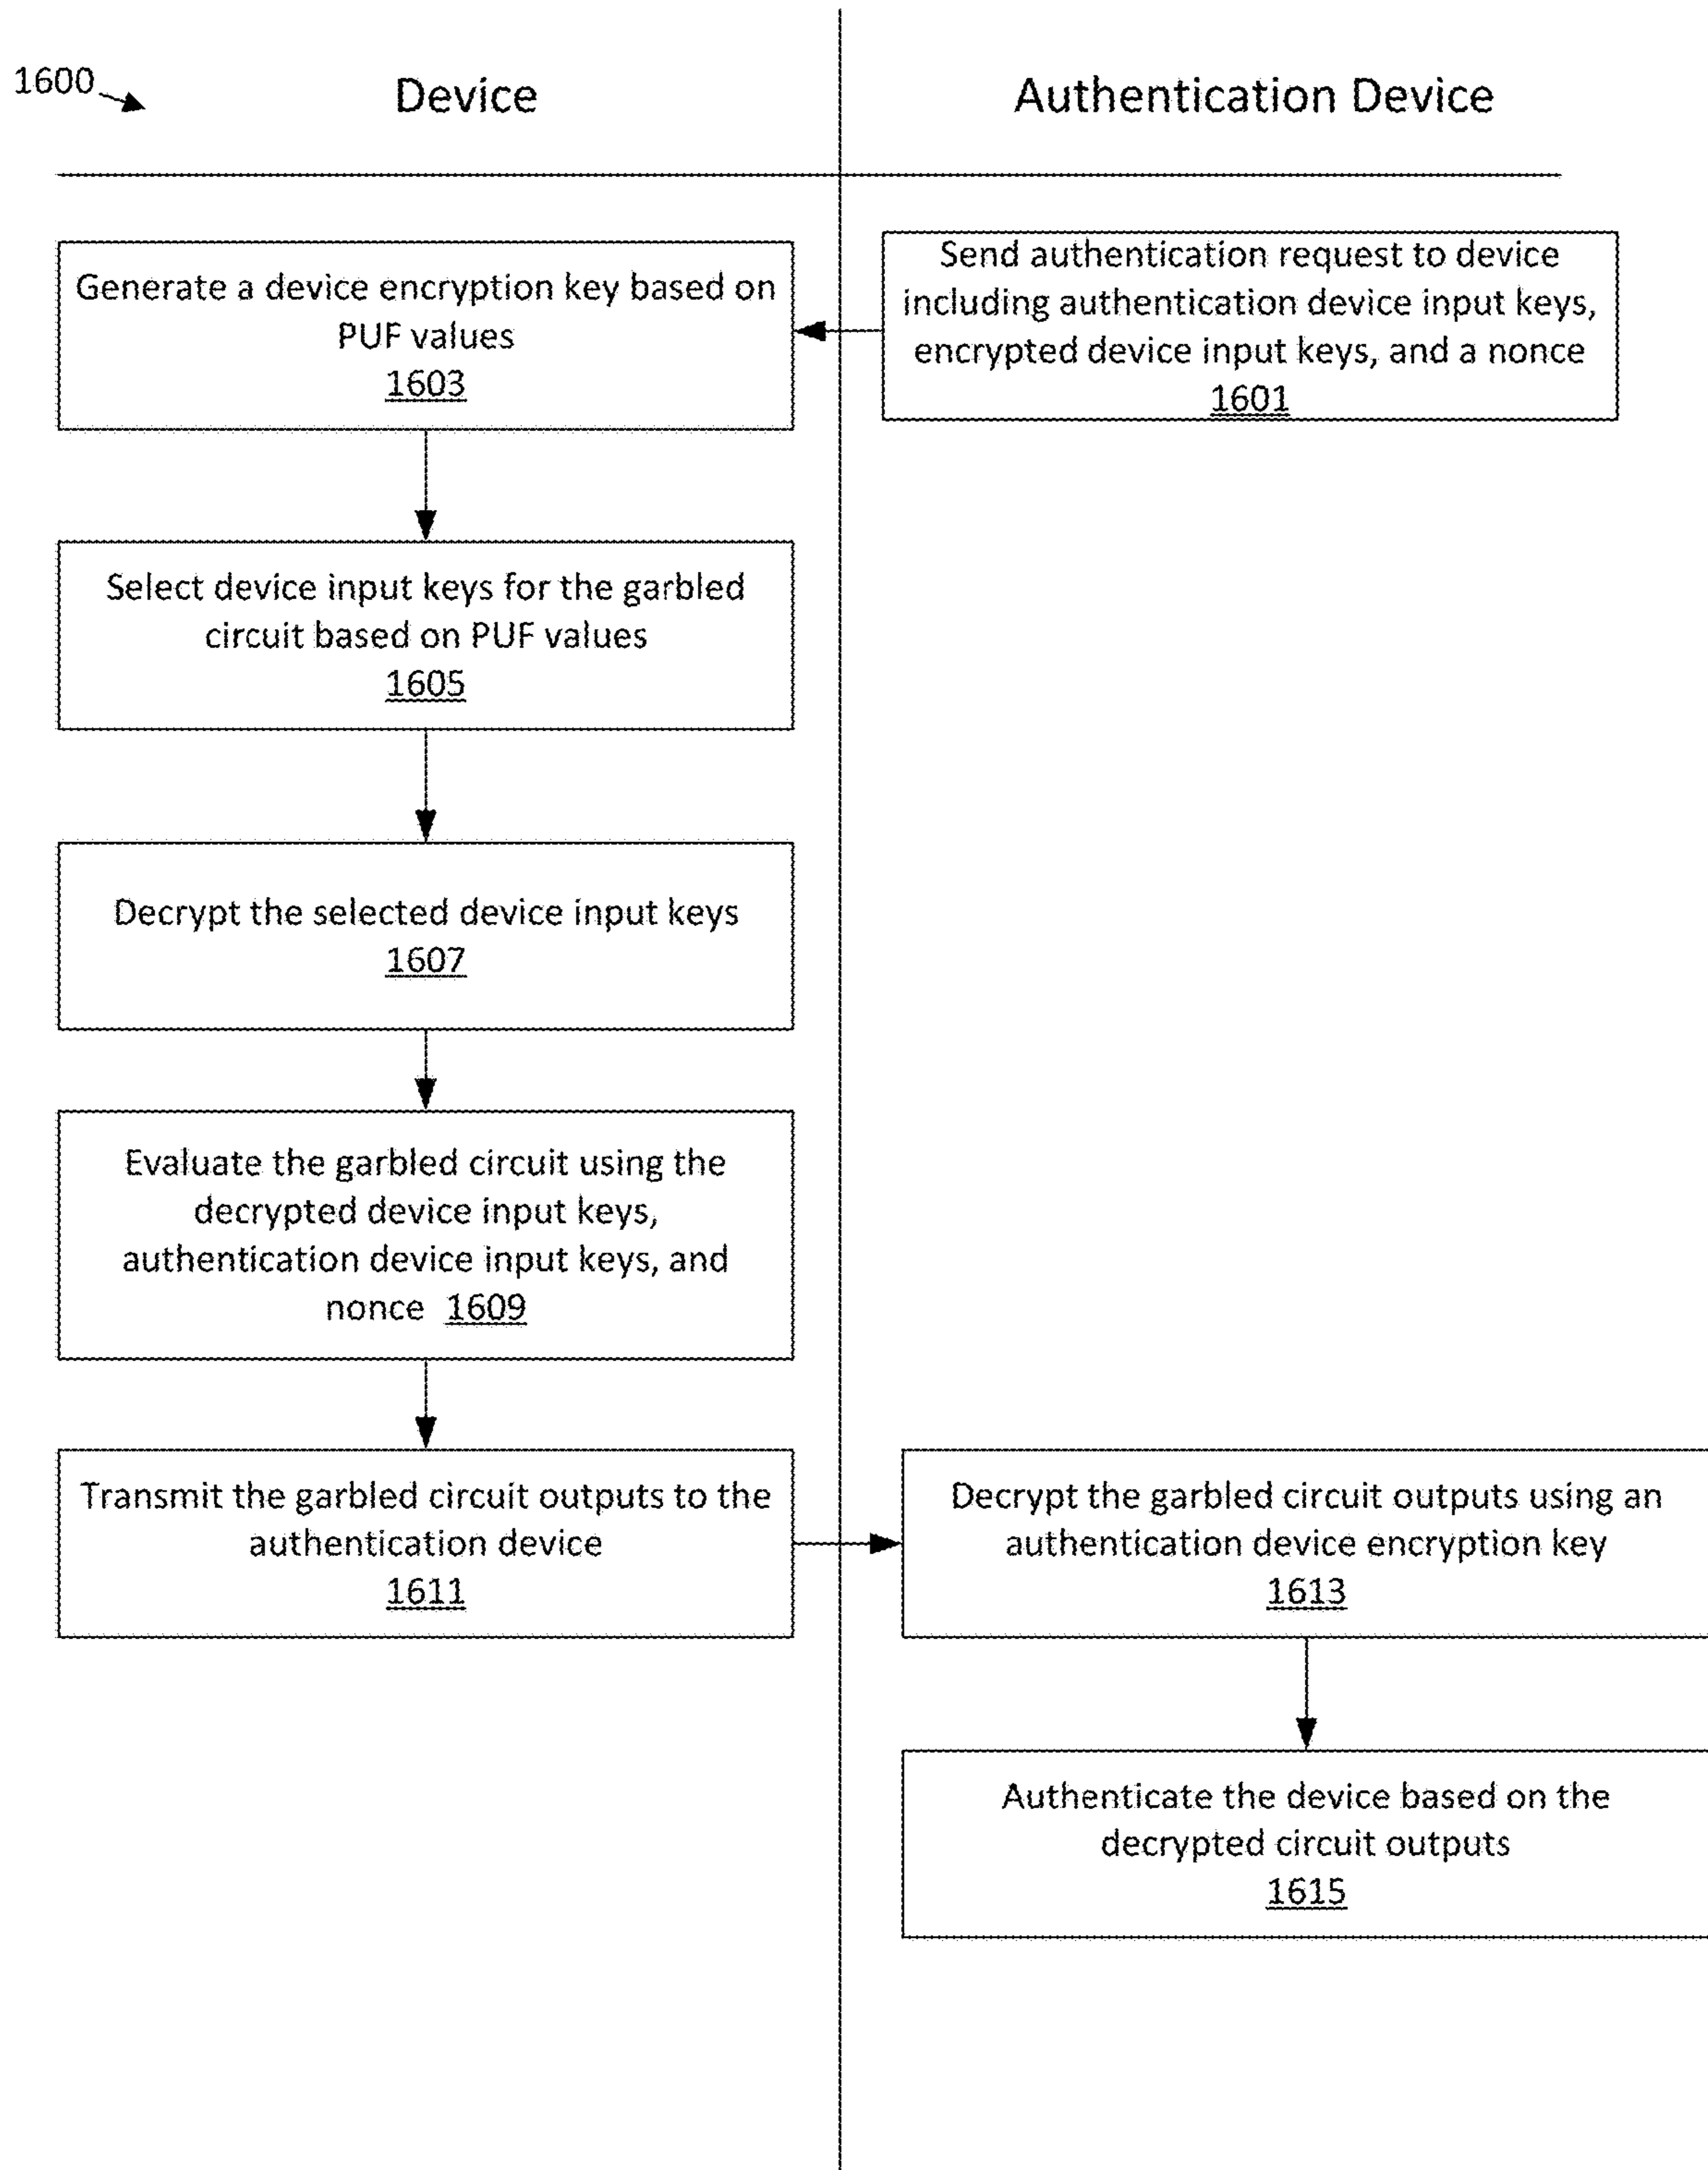 1600
Device
Authentication Device
Send authentication request to device
including authentication device input keys,
encrypted device input keys, and a nonce
1601
Generate a device encryption key based on
PUF values
1603
Select device input keys for the garbled
circuit based on PUF values
1605
Decrypt the selected device input keys
1607
Evaluate the garbled circuit using the
decrypted device input keys,
authentication device input keys, and
nonce 1609
Transmit the garbled circuit outputs to the
authentication device
1611
Decrypt the garbled circuit outputs using an
authentication device encryption key
1613
Authenticate the device based on the
decrypted circuit outputs
1615